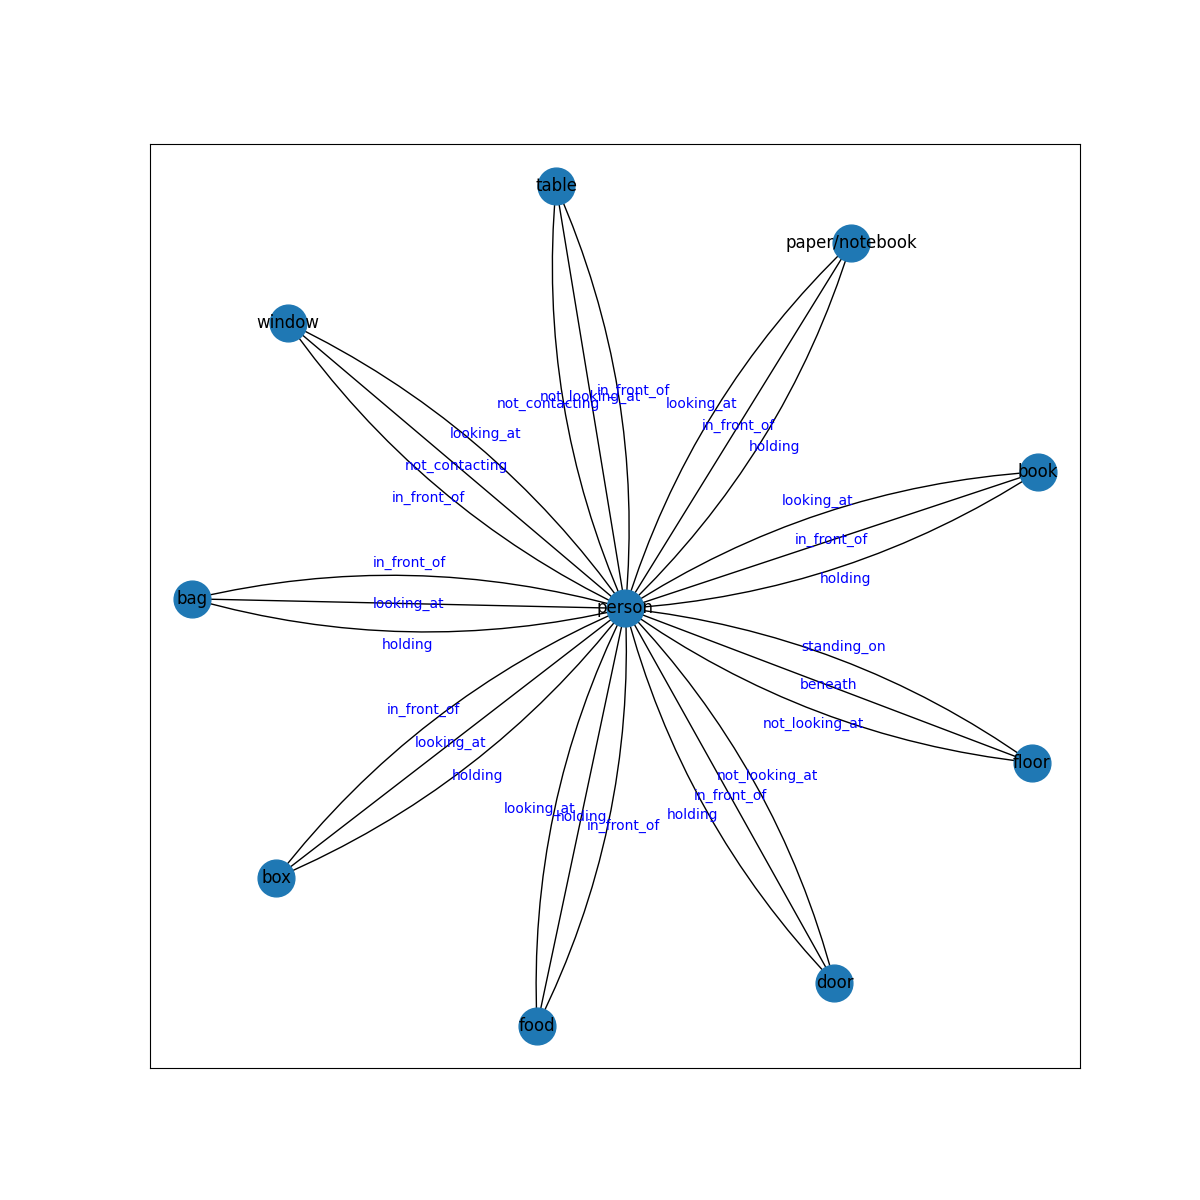 table
paper/notebook
window
in_front_of
not_looking_at
not_contacting
looking_at
in_front_of
holding
looking_at
not_contacting
in_front_of
book
looking_at
in_front_of
holding
in_front_of
bag
looking_at
holding
person
standing_on
beneath
not_looking_at
floor
in_front_of
looking_at
holding
not_looking_at
in_front_of
holding
looking_at
holding
in_front_of
box
door
food